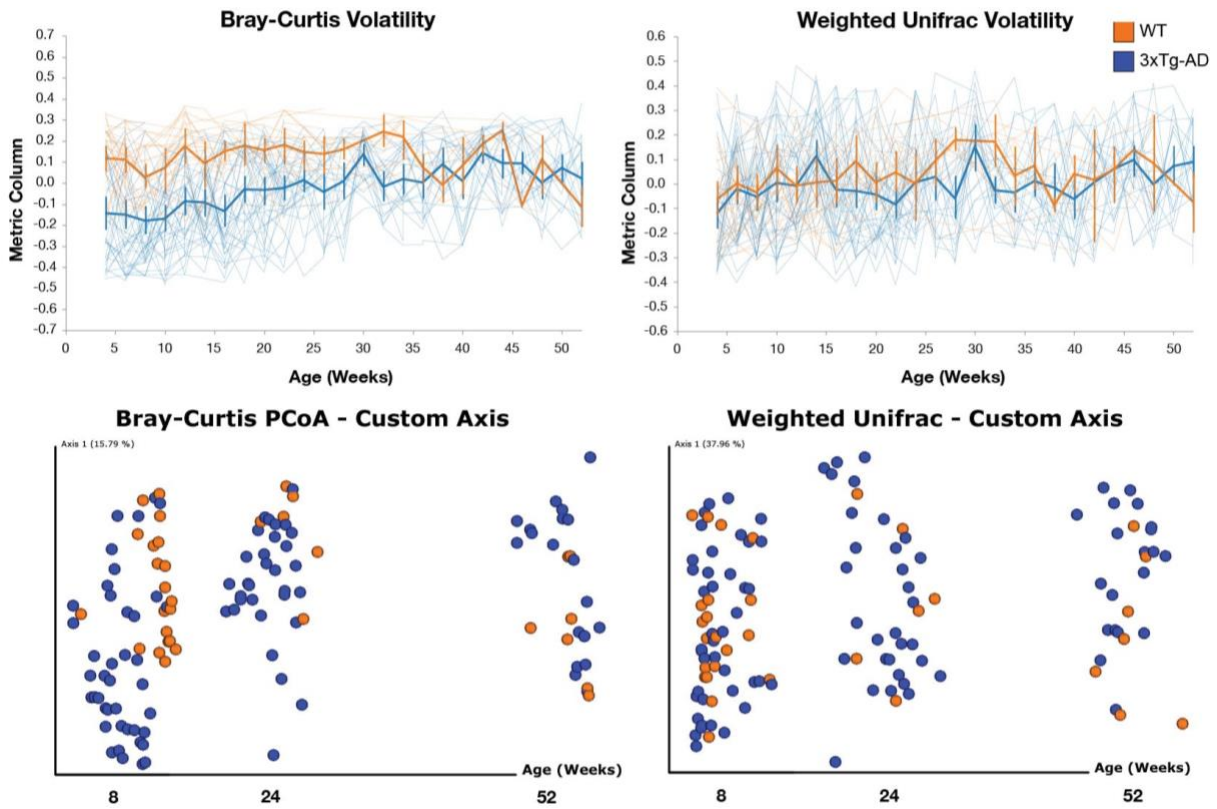 Bray-Curtis Volatility
0.7
0.6
0.5
0.4
0.3
0.2
0.1
0.0
-0.1
-0.2
-0.3
-0.4
-0.5
-0.6
-0.7
Metric Column
0 5 10 15 20 25 30 35 40 45 50
Age (Weeks)
Weighted Unifrac Volatility
WT
3xTg-AD
0.6
0.5
0.4
0.3
0.2
0.1
0.0
-0.1
-0.2
-0.3
-0.4
-0.5
-0.6
Metric Column
0 5 10 15 20 25 30 35 40 45 50
Age (Weeks)
Bray-Curtis PCoA - Custom Axis
Axis 1 (15.79 %)
Age (Weeks)
8 24 52
Weighted Unifrac - Custom Axis
Axis 1 (37.96 %)
Age (Weeks)
8 24 52